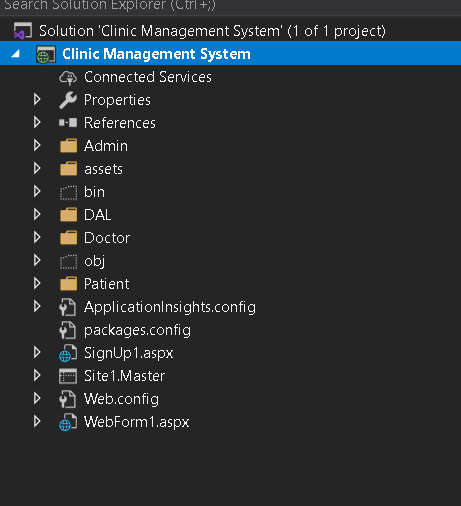 Search Solution Explorer (Ctrl+;)
Solution 'Clinic Management System' (1 of 1 project)
Clinic Management System
Connected Services
Properties
References
Admin
assets
bin
DAL
Doctor
obj
Patient
ApplicationInsights.config
packages.config
SignUp1.aspx
Site1.Master
Web.config
WebForm1.aspx